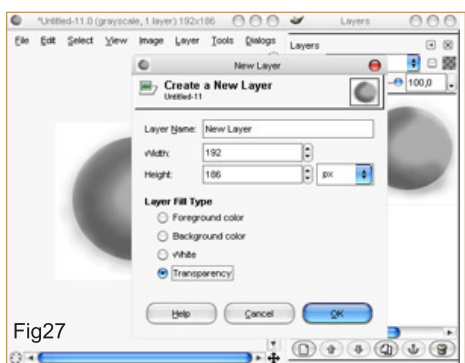 *Untitled-11.0 (grayscale, 1 layer) 192x186
Layers
File Edit Select View Image Layer Tools Dialogs
Layers
New Layer
100,0
Create a New Layer
Untitled-11
Layer Name: New Layer
Width: 192
Height: 186 px
Layer Fill Type
Foreground color
Background color
White
Transparency
Help Cancel OK
Fig27